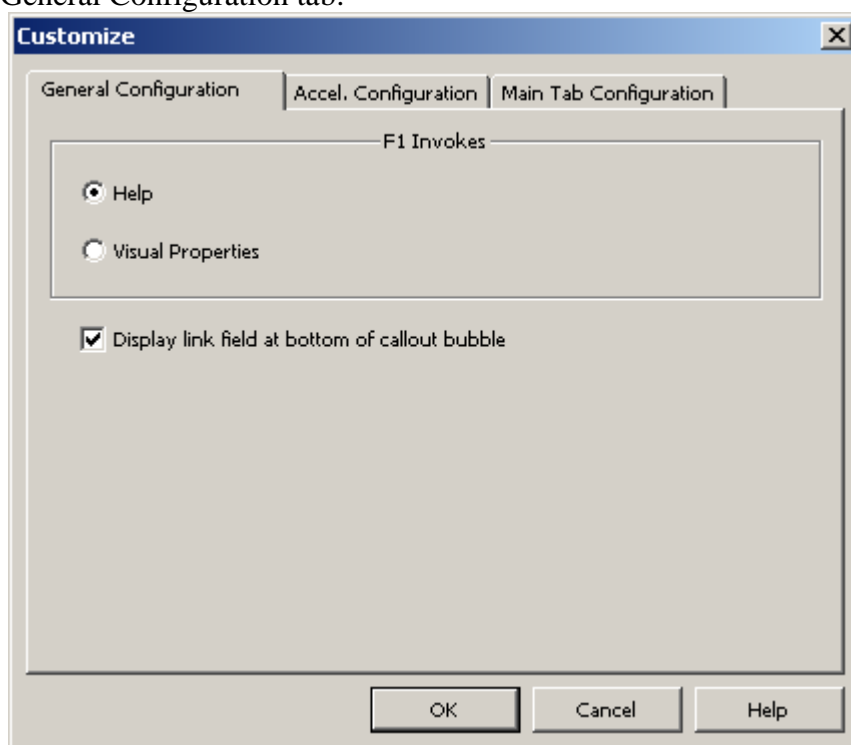 General Configuration tab.
Customize
General Configuration Accel. Configuration Main Tab Configuration
F1 Invokes
Help
Visual Properties
Display link field at bottom of callout bubble
OK Cancel Help